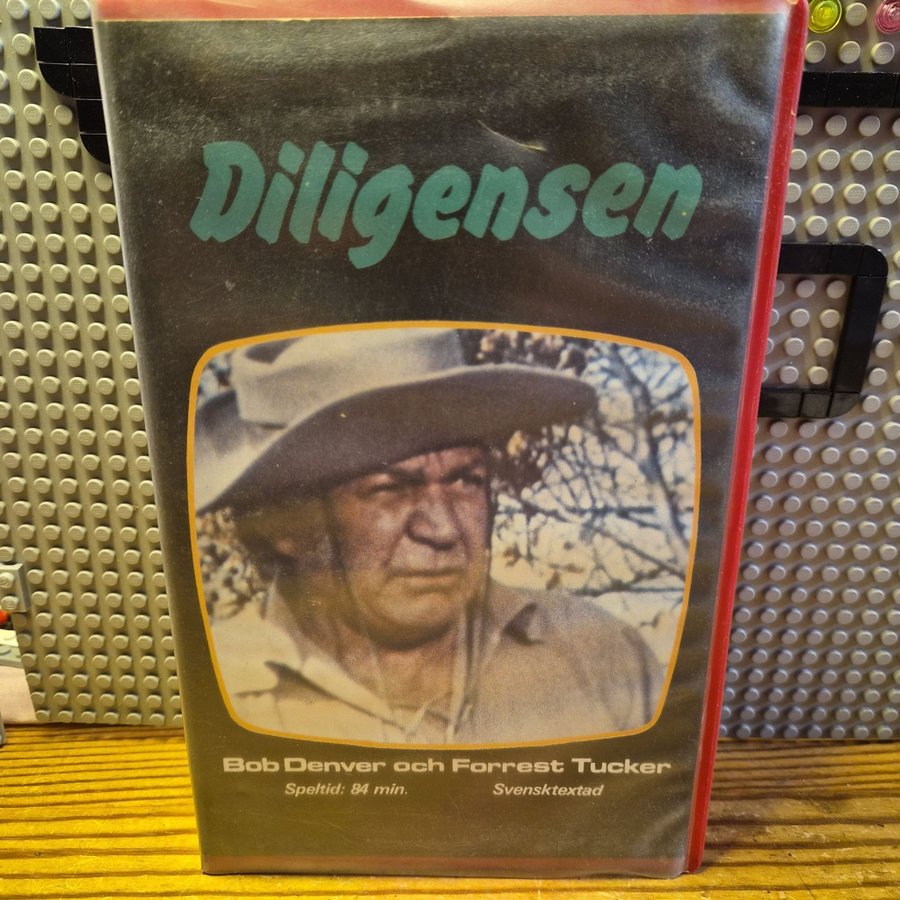 Diligensen
Bob Denver och Forrest Tucker
Speltid: 84 min. Svensktextad